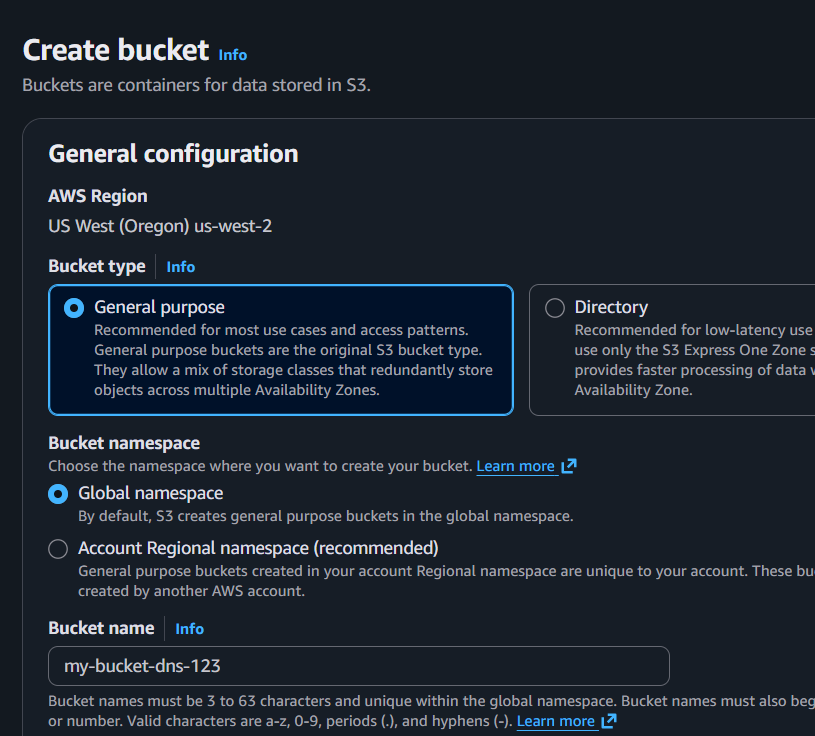 Create bucket Info
Buckets are containers for data stored in S3.
General configuration
AWS Region
US West (Oregon) us-west-2
Bucket type Info
General purpose
Recommended for most use cases and access patterns.
General purpose buckets are the original S3 bucket type.
They allow a mix of storage classes that redundantly store
objects across multiple Availability Zones.
Directory
Recommended for low-latency use
use only the S3 Express One Zone
provides faster processing of data
Availability Zone.
Bucket namespace
Choose the namespace where you want to create your bucket. Learn more
Global namespace
By default, S3 creates general purpose buckets in the global namespace.
Account Regional namespace (recommended)
General purpose buckets created in your account Regional namespace are unique to your account. These
created by another AWS account.
Bucket name Info
my-bucket-dns-123
Bucket names must be 3 to 63 characters and unique within the global namespace. Bucket names must also
or number. Valid characters are a-z, 0-9, periods (.), and hyphens (-). Learn more